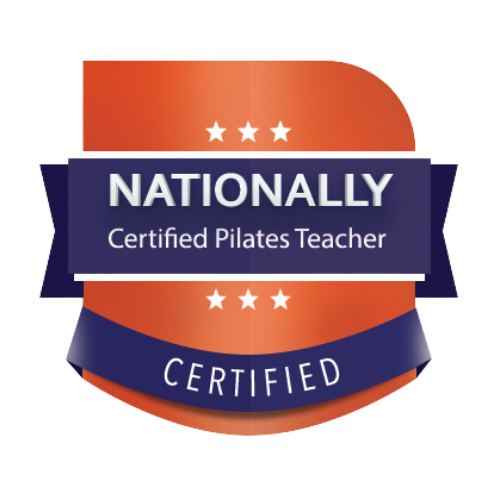 NATIONALLY
Certified Pilates Teacher
CERTIFIED